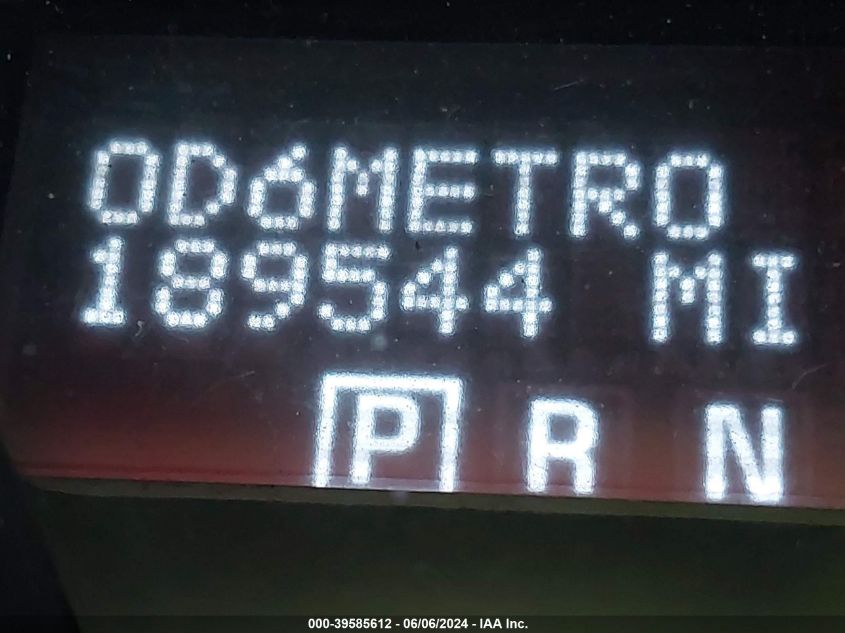 ODóMETRO
189544 MI
P R N
000-39585612 - 06/06/2024 - IAA Inc.